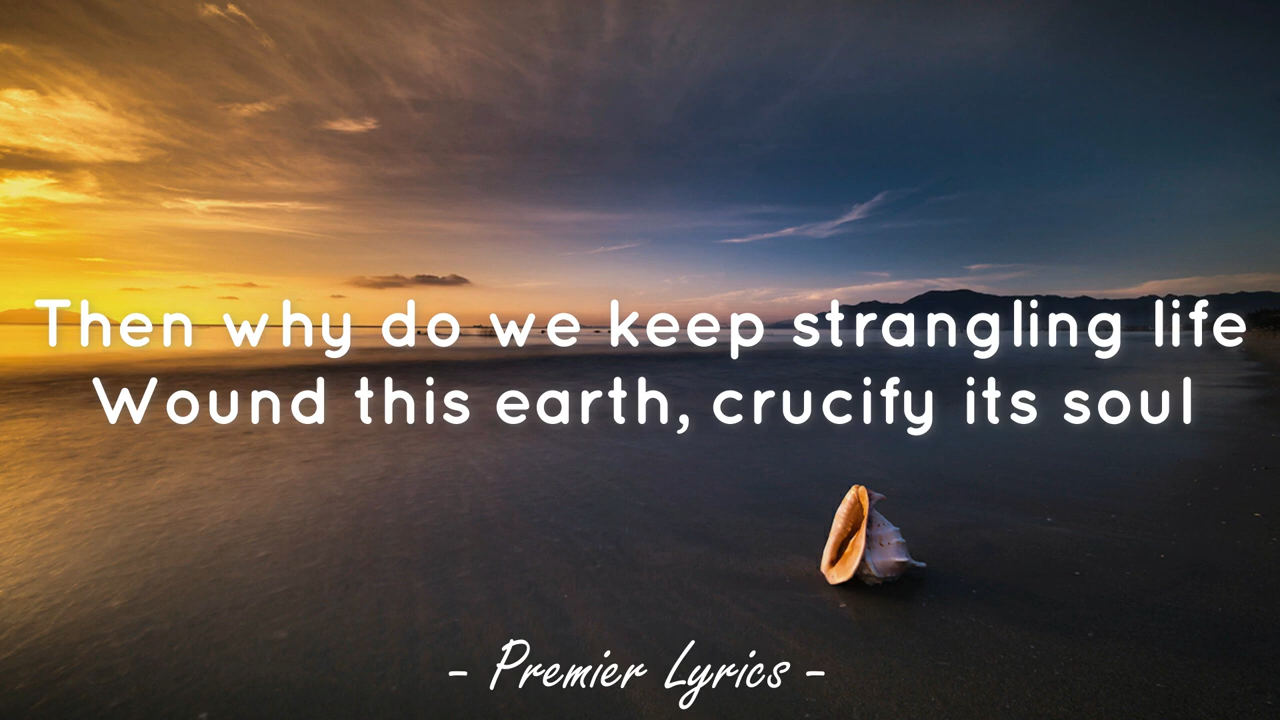 Then why do we keep strangling life
Wound this earth, crucify its soul
- Premier Lyrics -